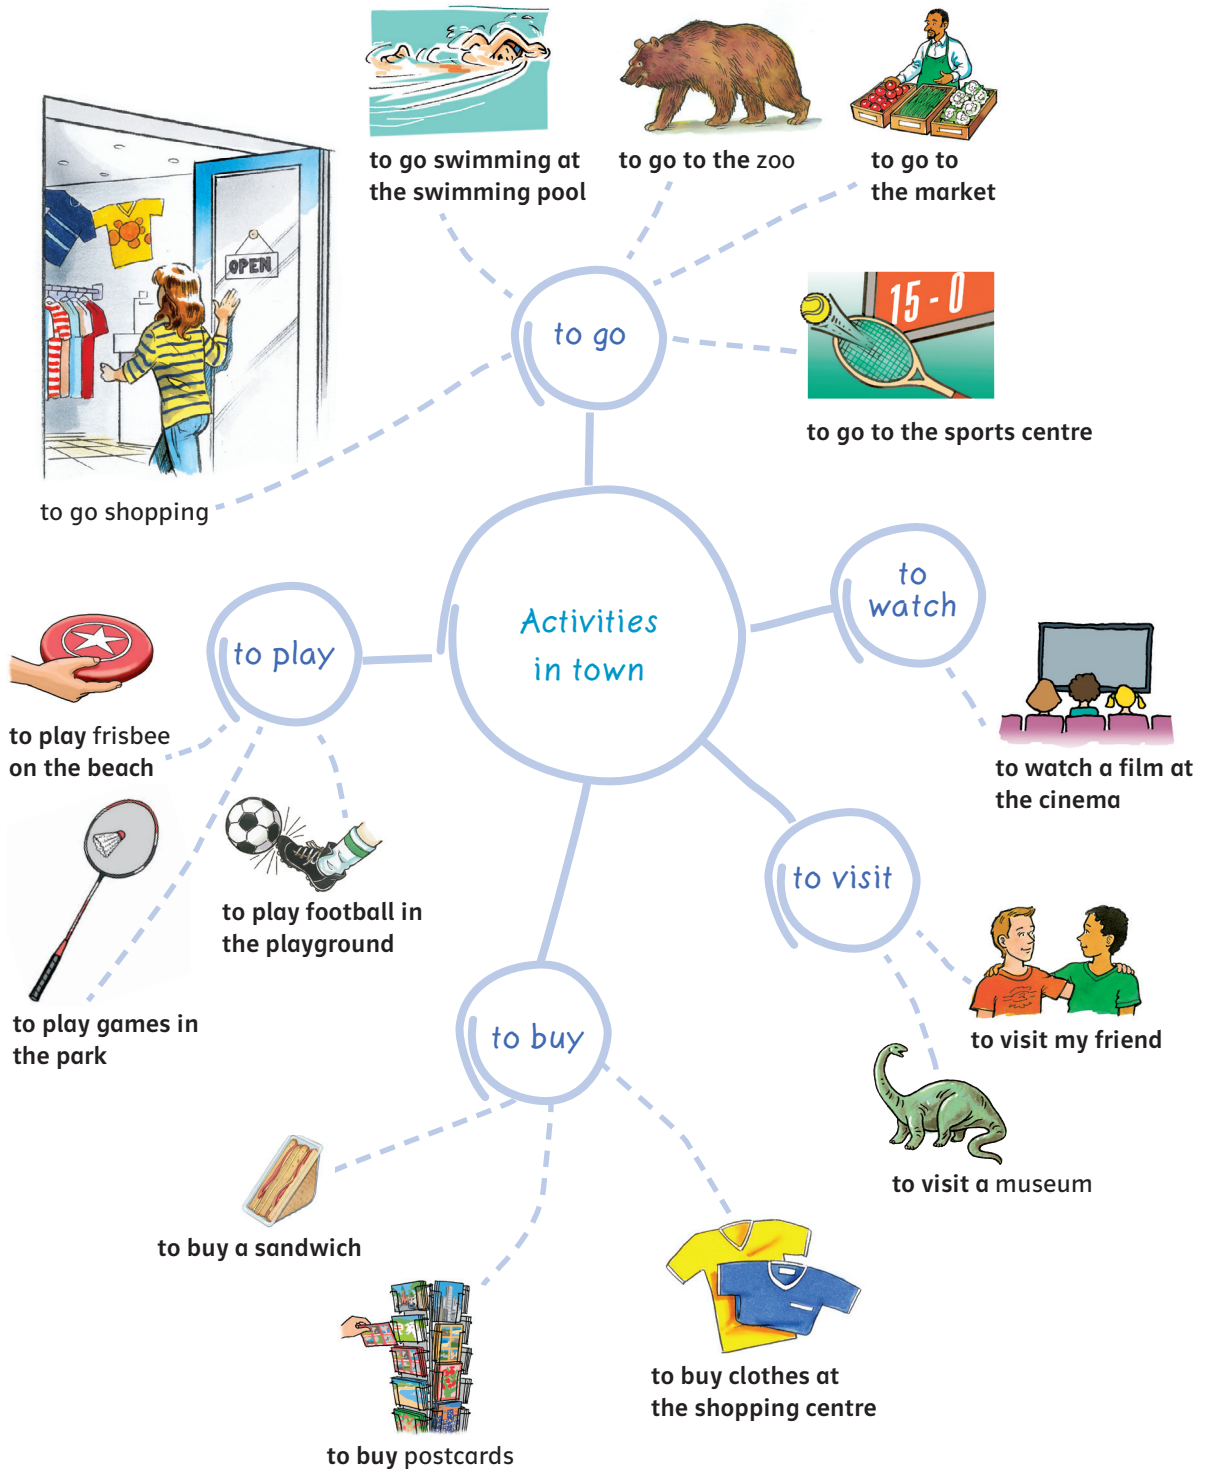 to go swimming at
the swimming pool
to go to the zoo
to go to
the market
OPEN
to go
15 - 0
to go to the sports centre
to go shopping
Activities
in town
to
watch
to watch a film at
the cinema
to play
to play frisbee
on the beach
to play football in
the playground
to play games in
the park
to visit
to visit my friend
to visit a museum
to buy
to buy a sandwich
to buy postcards
to buy clothes at
the shopping centre